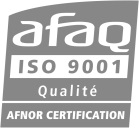 afaq
ISO 9001
Qualité
AFNOR CERTIFICATION